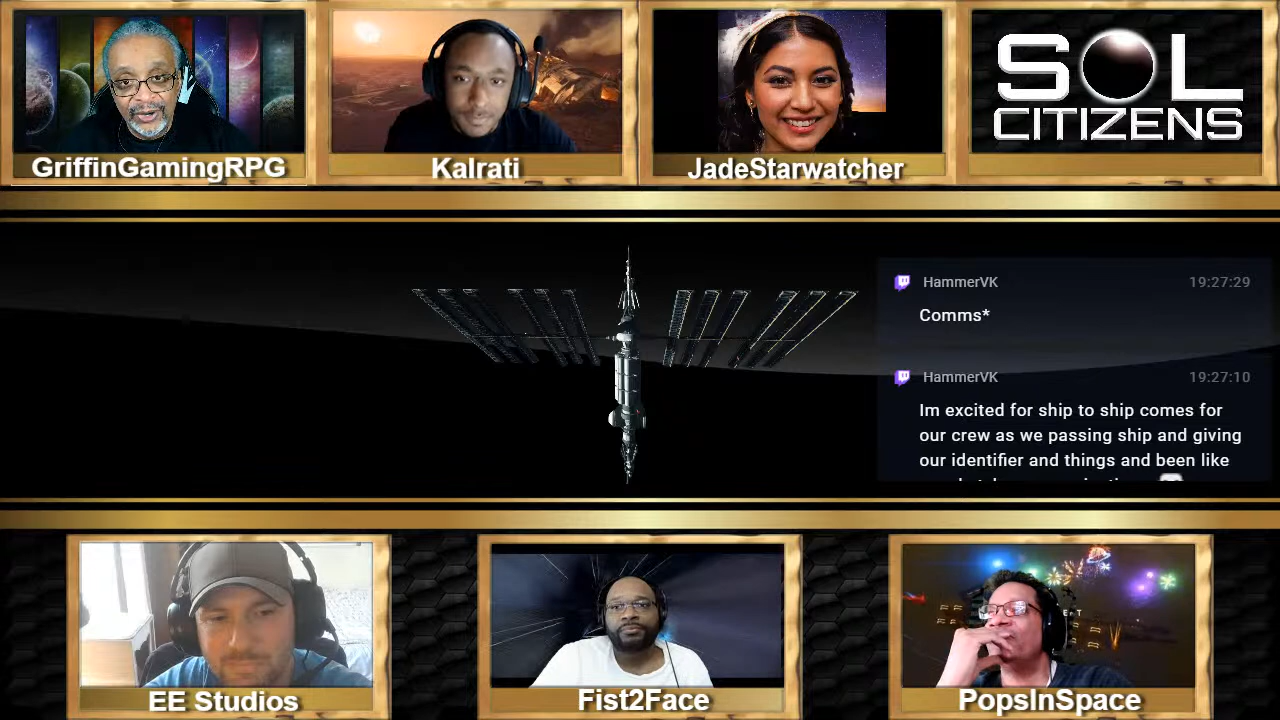 SOL
CITIZENS
GriffinGamingRPG
Kalrati
JadeStarwatcher
HammerVK 19:27:29
Comms*
HammerVK 19:27:10
Im excited for ship to ship comes for
our crew as we passing ship and giving
our identifier and things and been like
EE Studios
Fist2Face
PopsInSpace